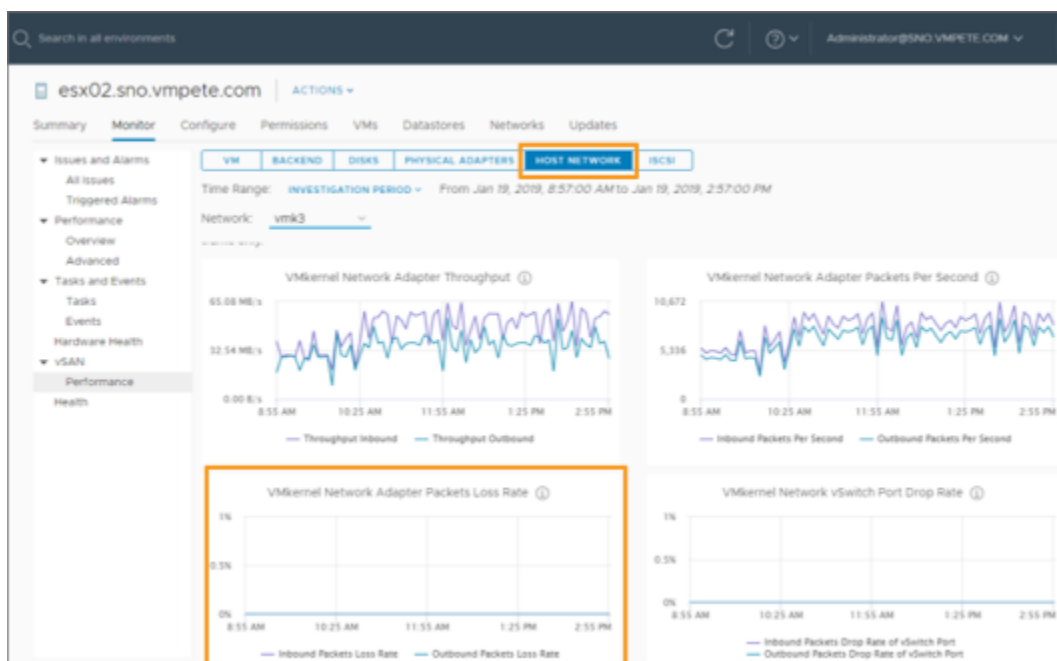 Search in all environments
Administrator@SNO.VMPETE.COM
esx02.sno.vmpete.com
ACTIONS
Summary Monitor Configure Permissions VMs Datastores Networks Updates
Issues and Alarms
All Issues
Triggered Alarms
Performance
Overview
Advanced
Tasks and Events
Tasks
Events
Hardware Health
vSAN
Performance
Health
VM BACKEND DISKS PHYSICAL ADAPTERS HOST NETWORK ISCSI
Time Range: INVESTIGATION PERIOD From Jan 19, 2019, 8:57:00 AM to Jan 19, 2019, 2:57:00 PM
Network: vmk3
VMkernel Network Adapter Throughput
65.08 MB/s
32.54 MB/s
0.00 B/s
8:55 AM 10:25 AM 11:55 AM 1:25 PM 2:55 PM
Throughput Inbound Throughput Outbound
VMkernel Network Adapter Packets Per Second
10,672
5,336
0
8:55 AM 10:25 AM 11:55 AM 1:25 PM 2:55 PM
Inbound Packets Per Second Outbound Packets Per Second
VMkernel Network Adapter Packets Loss Rate
1%
0.5%
0%
8:55 AM 10:25 AM 11:55 AM 1:25 PM 2:55 PM
Inbound Packets Loss Rate Outbound Packets Loss Rate
VMkernel Network vSwitch Port Drop Rate
1%
0.5%
0%
8:55 AM 10:25 AM 11:55 AM 1:25 PM 2:55 PM
Inbound Packets Drop Rate of vSwitch Port
Outbound Packets Drop Rate of vSwitch Port